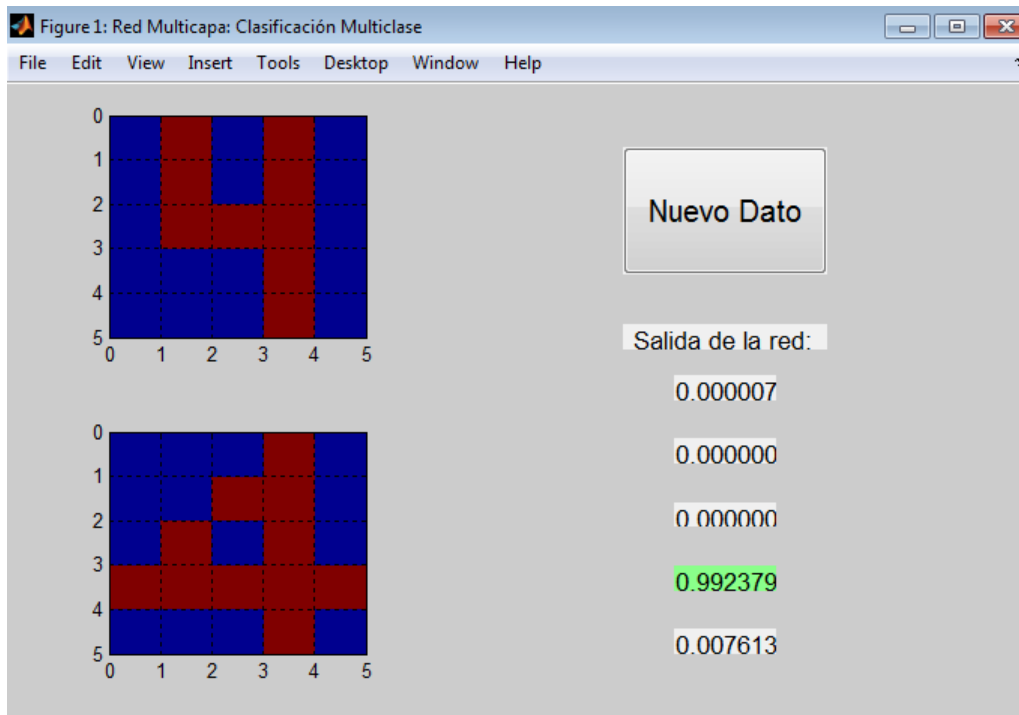 Figure 1: Red Multicapa: Clasificación Multiclase
File Edit View Insert Tools Desktop Window Help
0
1
2
3
4
5
0 1 2 3 4 5
Nuevo Dato
Salida de la red:
0.000007
0.000000
0.000000
0.992379
0.007613
0
1
2
3
4
5
0 1 2 3 4 5